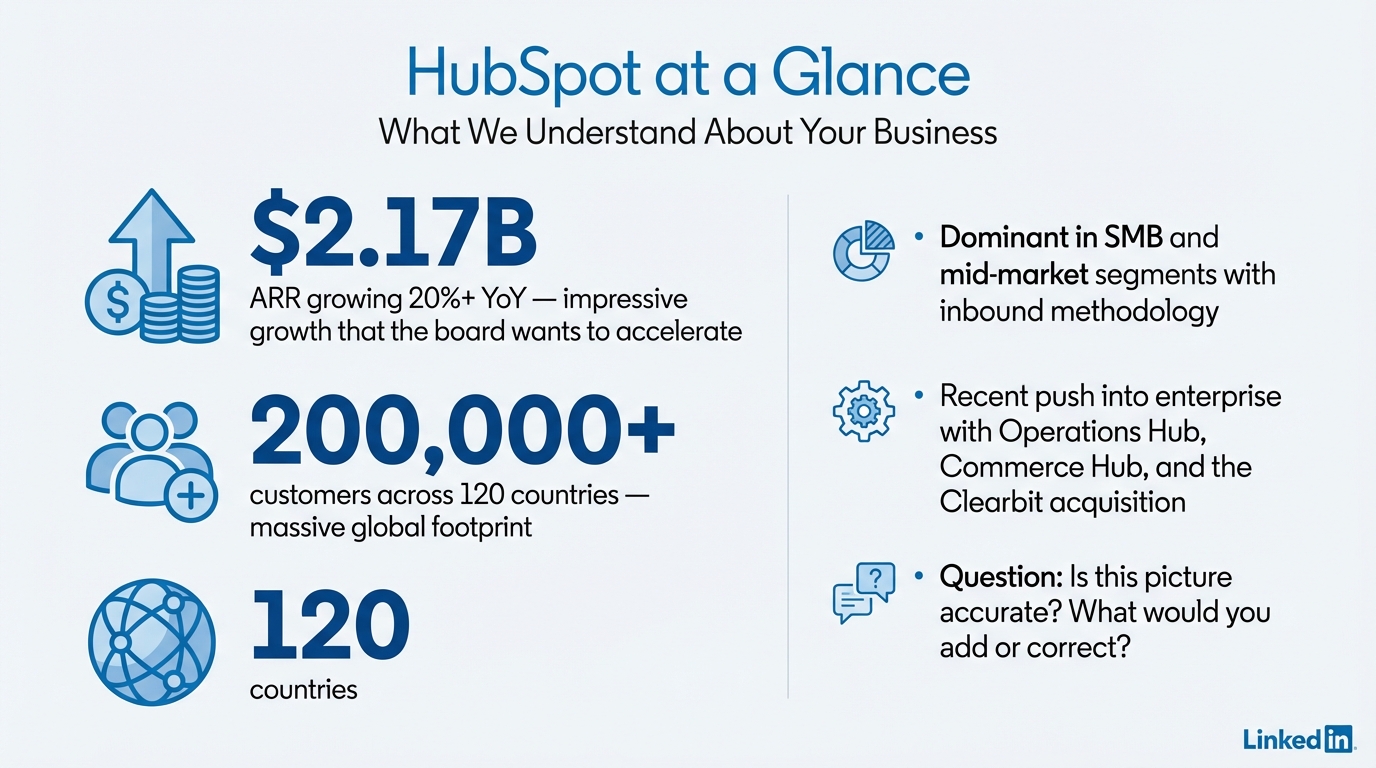 HubSpot at a Glance
What We Understand About Your Business
$
$2.17B
ARR growing 20%+ YoY — impressive
growth that the board wants to accelerate
200,000+
customers across 120 countries —
massive global footprint
120
countries
• Dominant in SMB and
mid-market segments with
inbound methodology
• Recent push into enterprise
with Operations Hub,
Commerce Hub, and the
Clearbit acquisition
?
• Question: Is this picture
accurate? What would you
add or correct?
Linked in